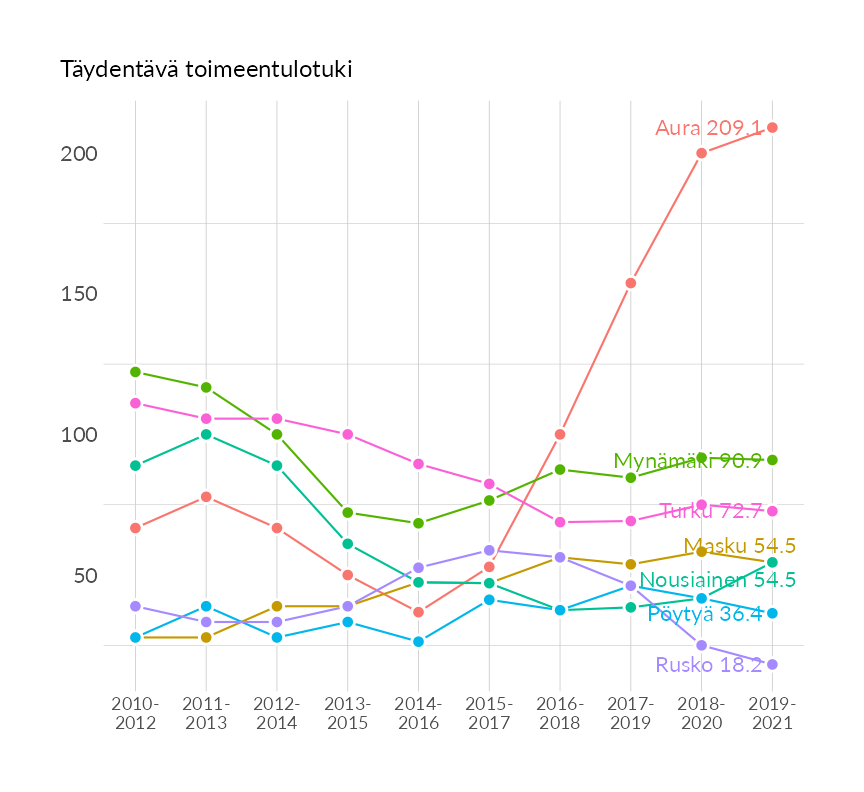 Täydentävä toimeentulotuki
Aura 209.1
200
150
100
Mynämäki 90.9
Turku 72.7
Masku 54.5
50
Nousiainen 54.5
Pöytyä 36.4
Rusko 18.2
2010- 2011- 2012- 2013- 2014- 2015- 2016- 2017- 2018- 2019-
2012 2013 2014 2015 2016 2017 2018 2019 2020 2021